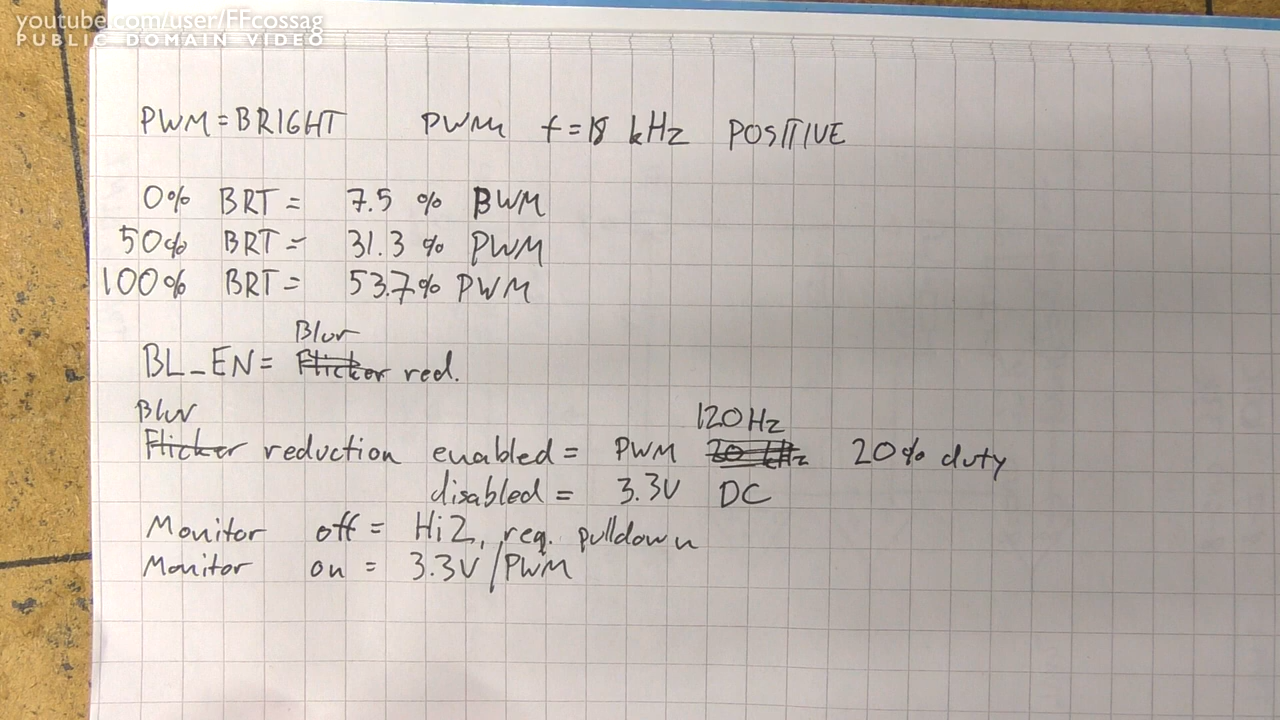 youtube.com/user/FFcossag
PUBLIC DOMAIN VIDEO
PWM=BRIGHT PWM f=18 kHz POSITIVE
0% BRT = 7.5 % PWM
50% BRT = 31.3 % PWM
100% BRT = 53.7% PWM
Blur
BL_EN= Flicker red.
Blur 120Hz
Flicker reduction enabled = PWM 20 kHz 20% duty
disabled = 3.3V DC
Monitor off = HiZ, req. pulldown
Monitor on = 3.3V/PWM